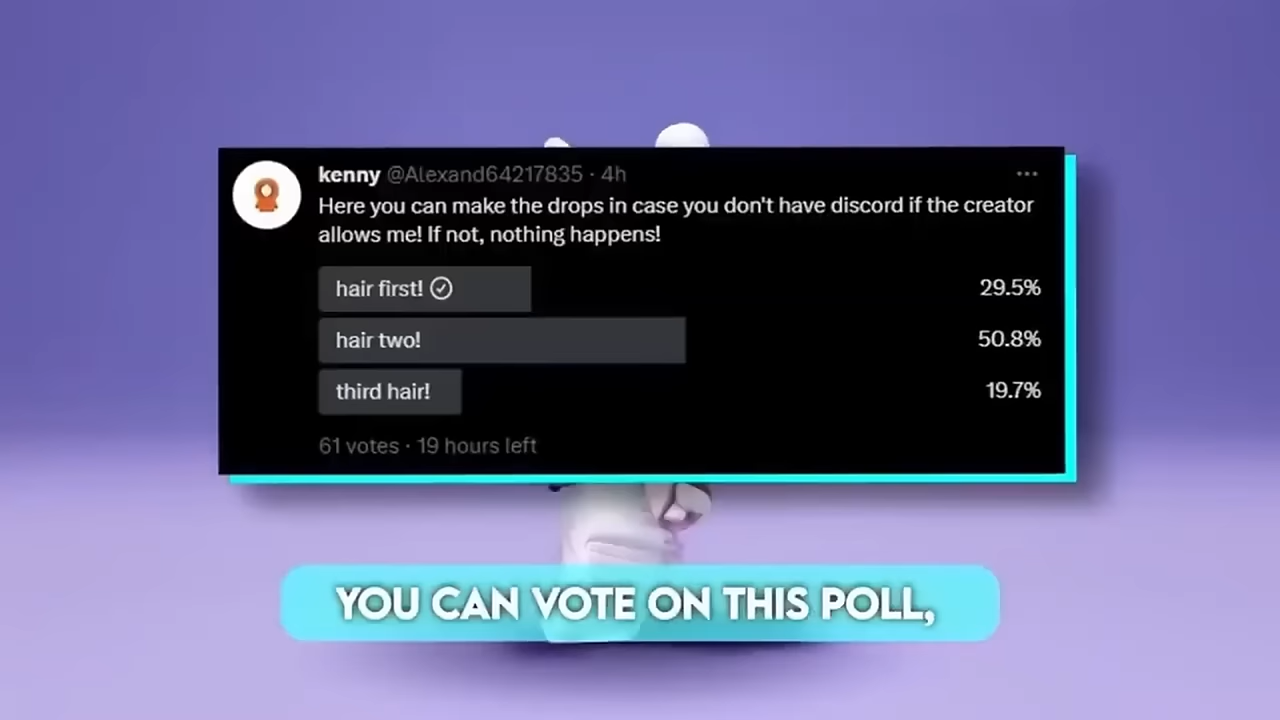 kenny @Alexand64217835 · 4h
Here you can make the drops in case you don't have discord if the creator
allows me! If not, nothing happens!
hair first! 29.5%
hair two! 50.8%
third hair! 19.7%
61 votes · 19 hours left
YOU CAN VOTE ON THIS POLL,